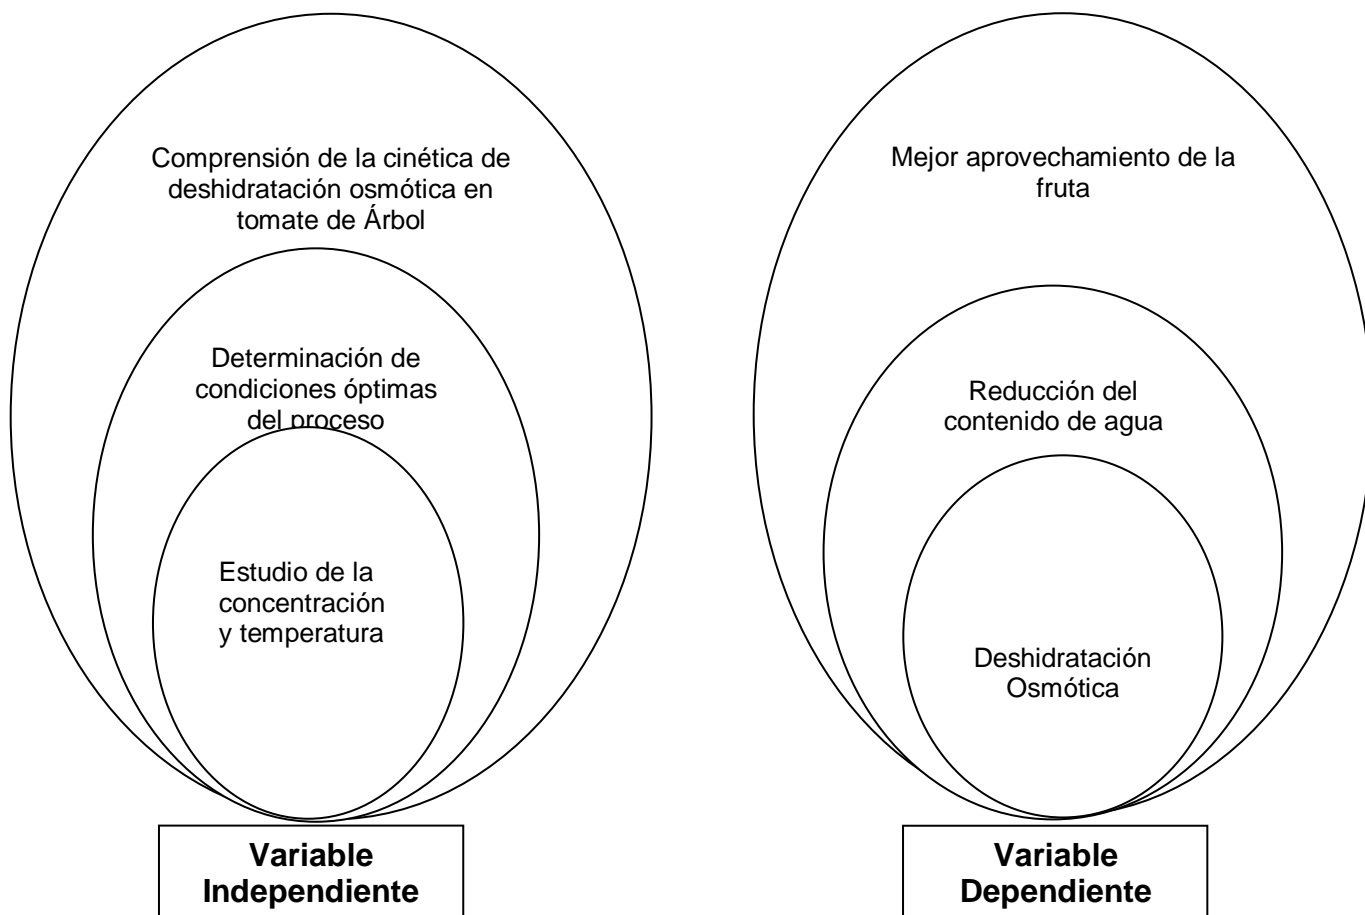 Comprensión de la cinética de
deshidratación osmótica en
tomate de Árbol
Determinación de
condiciones óptimas
del proceso
Estudio de la
concentración
y temperatura
Variable
Independiente
Mejor aprovechamiento de la
fruta
Reducción del
contenido de agua
Deshidratación
Osmótica
Variable
Dependiente